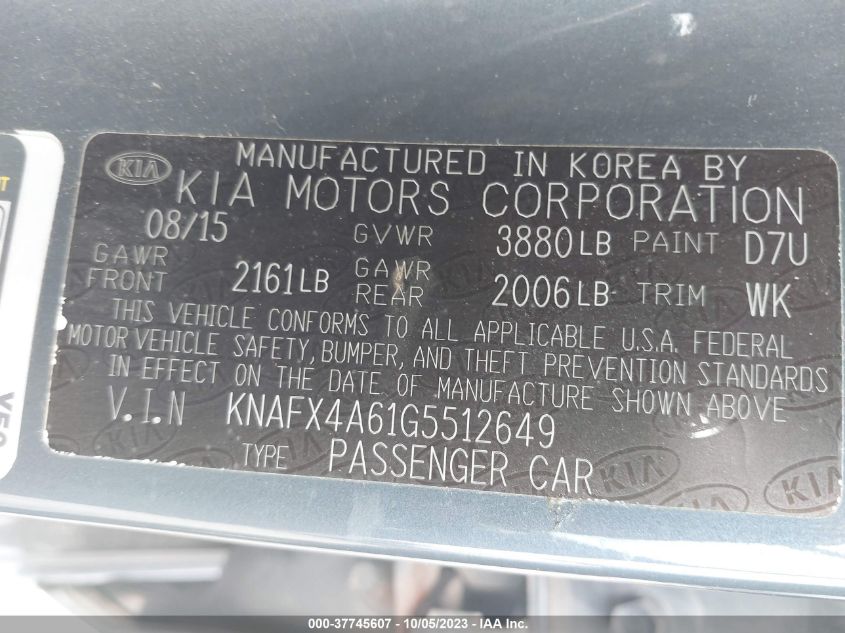 KIA
MANUFACTURED IN KOREA BY
KIA MOTORS CORPORATION
08/15 GVWR 3880LB PAINT D7U
GAWR FRONT 2161LB GAWR REAR 2006LB TRIM WK
THIS VEHICLE CONFORMS TO ALL APPLICABLE U.S.A. FEDERAL
MOTOR VEHICLE SAFETY, BUMPER, AND THEFT PREVENTION STANDARDS
IN EFFECT ON THE DATE OF MANUFACTURE SHOWN ABOVE
V.I.N KNAFX4A61G5512649
TYPE PASSENGER CAR
KIA
KIA
000-37745607 - 10/05/2023 - IAA Inc.